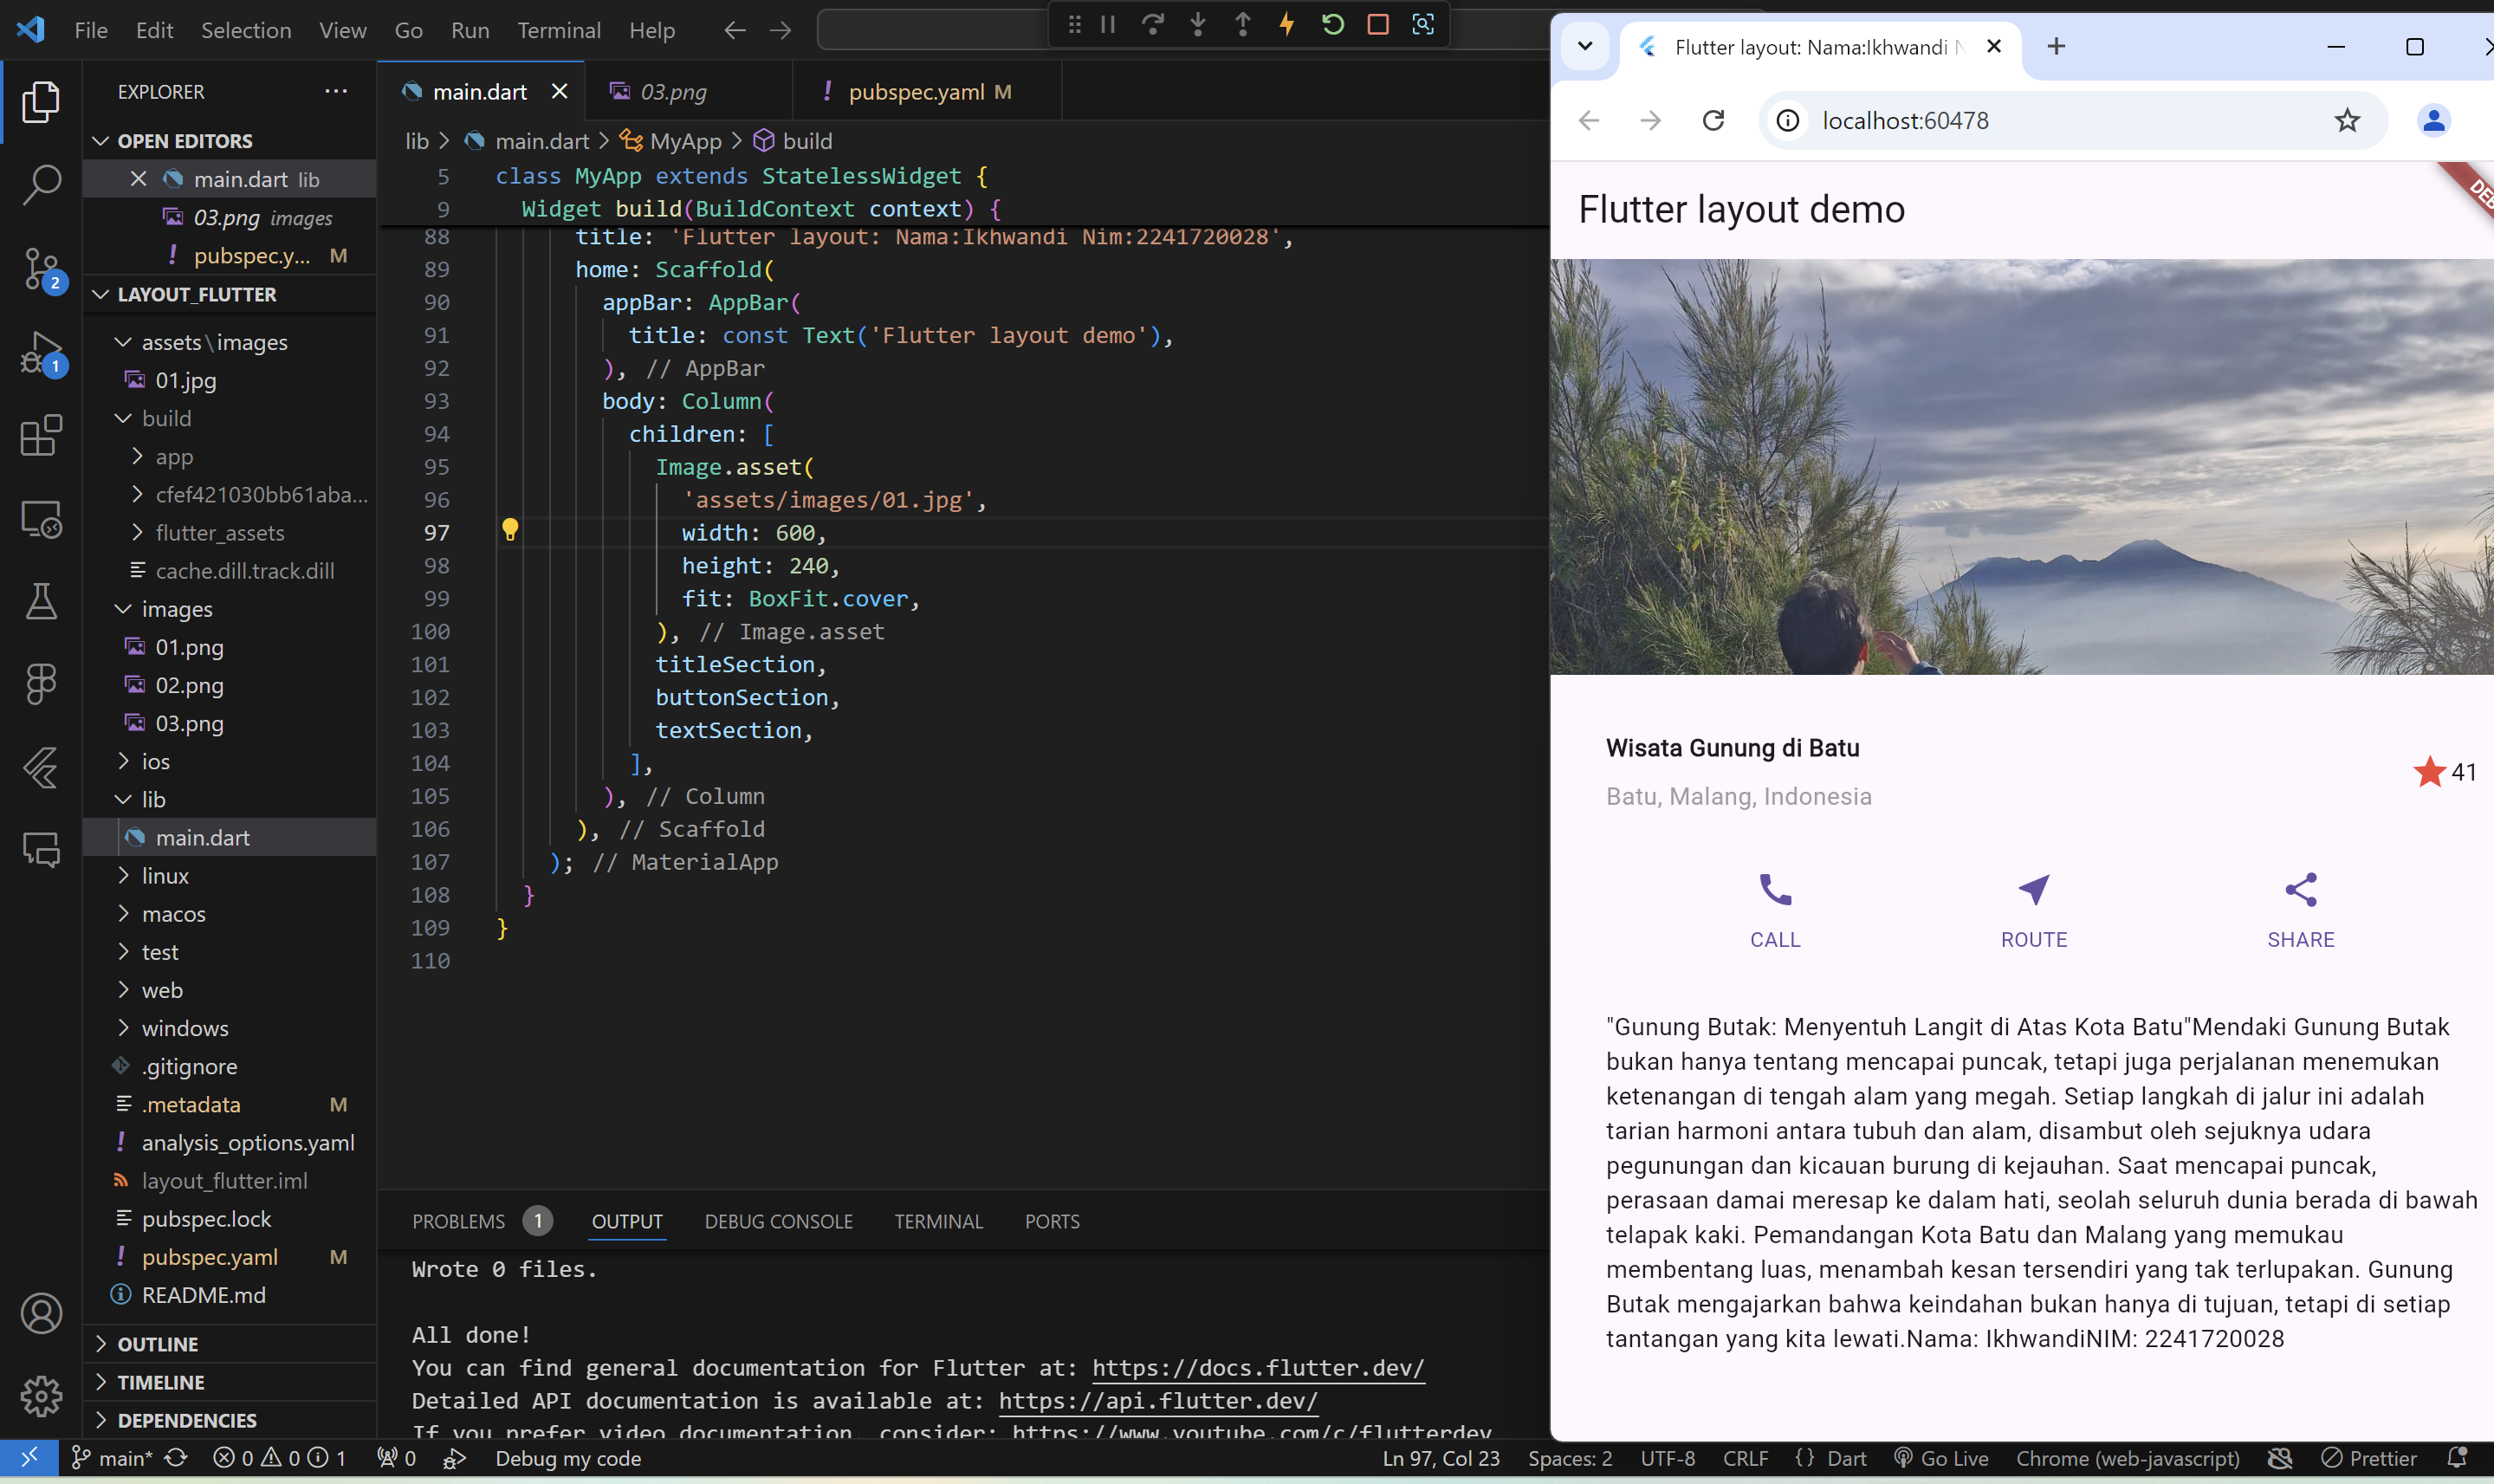 File Edit Selection View Go Run Terminal Help
EXPLORER
OPEN EDITORS
main.dart lib
03.png images
pubspec.y... M
2
LAYOUT_FLUTTER
assets\images
01.jpg
1
build
app
cfef421030bb61aba...
flutter_assets
cache.dill.track.dill
images
01.png
02.png
03.png
ios
lib
main.dart
linux
macos
test
web
windows
.gitignore
.metadata M
analysis_options.yaml
layout_flutter.iml
pubspec.lock
pubspec.yaml M
README.md
OUTLINE
TIMELINE
DEPENDENCIES
main.dart 03.png pubspec.yaml M
lib > main.dart > MyApp > build
5 class MyApp extends StatelessWidget {
9 Widget build(BuildContext context) {
88 title: 'Flutter layout: Nama:Ikhwandi Nim:2241720028',
89 home: Scaffold(
90 appBar: AppBar(
91 title: const Text('Flutter layout demo'),
92 ), // AppBar
93 body: Column(
94 children: [
95 Image.asset(
96 'assets/images/01.jpg',
97 width: 600,
98 height: 240,
99 fit: BoxFit.cover,
100 ), // Image.asset
101 titleSection,
102 buttonSection,
103 textSection,
104 ],
105 ), // Column
106 ), // Scaffold
107 ); // MaterialApp
108 }
109 }
110
PROBLEMS 1 OUTPUT DEBUG CONSOLE TERMINAL PORTS
Wrote 0 files.
All done!
You can find general documentation for Flutter at: https://docs.flutter.dev/
Detailed API documentation is available at: https://api.flutter.dev/
If you prefer video documentation, consider: https://www.youtube.com/c/flutterdev
Flutter layout: Nama:Ikhwandi
localhost:60478
Flutter layout demo
Wisata Gunung di Batu
Batu, Malang, Indonesia
41
CALL ROUTE SHARE
"Gunung Butak: Menyentuh Langit di Atas Kota Batu"Mendaki Gunung Butak
bukan hanya tentang mencapai puncak, tetapi juga perjalanan menemukan
ketenangan di tengah alam yang megah. Setiap langkah di jalur ini adalah
tarian harmoni antara tubuh dan alam, disambut oleh sejuknya udara
pegunungan dan kicauan burung di kejauhan. Saat mencapai puncak,
perasaan damai meresap ke dalam hati, seolah seluruh dunia berada di bawah
telapak kaki. Pemandangan Kota Batu dan Malang yang memukau
membentang luas, menambah kesan tersendiri yang tak terlupakan. Gunung
Butak mengajarkan bahwa keindahan bukan hanya di tujuan, tetapi di setiap
tantangan yang kita lewati.Nama: IkhwandiNIM: 2241720028
main* 0 0 1 0 Debug my code Ln 97, Col 23 Spaces: 2 UTF-8 CRLF {} Dart Go Live Chrome (web-javascript) Prettier